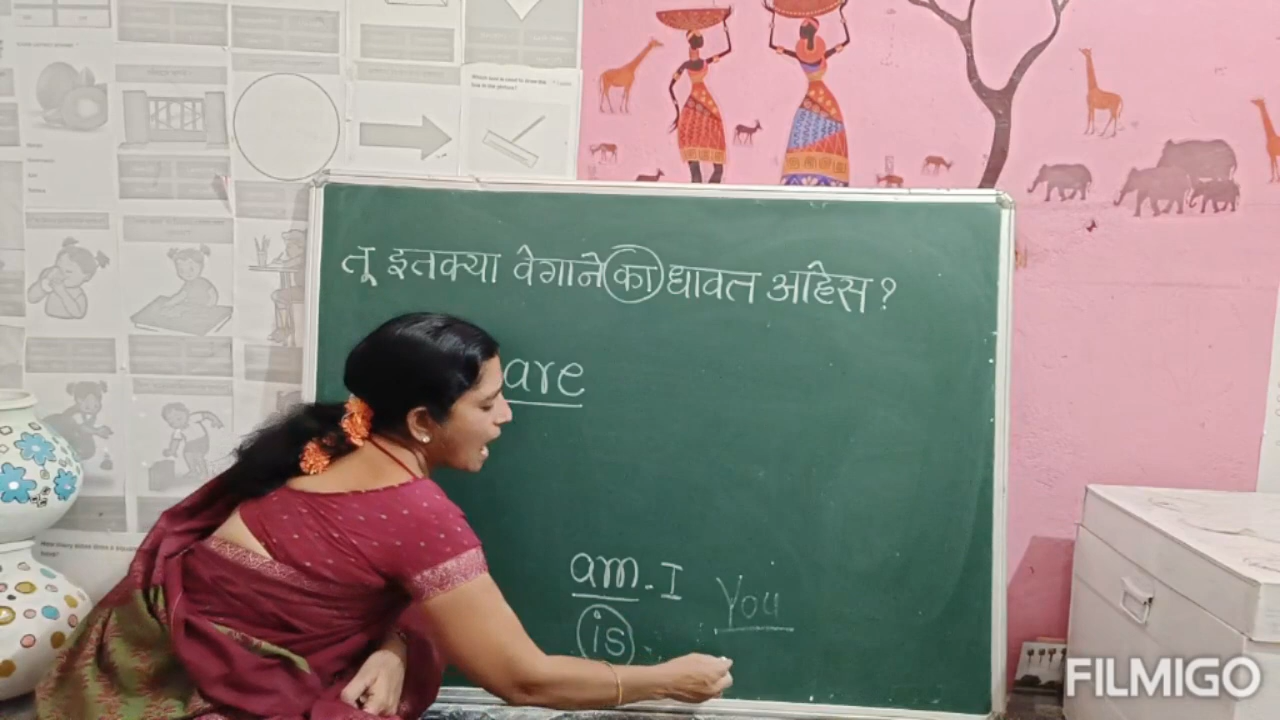 तू इतक्या वेगाने का धावत आहेस?
are
am. I
You
is
FILMIGO